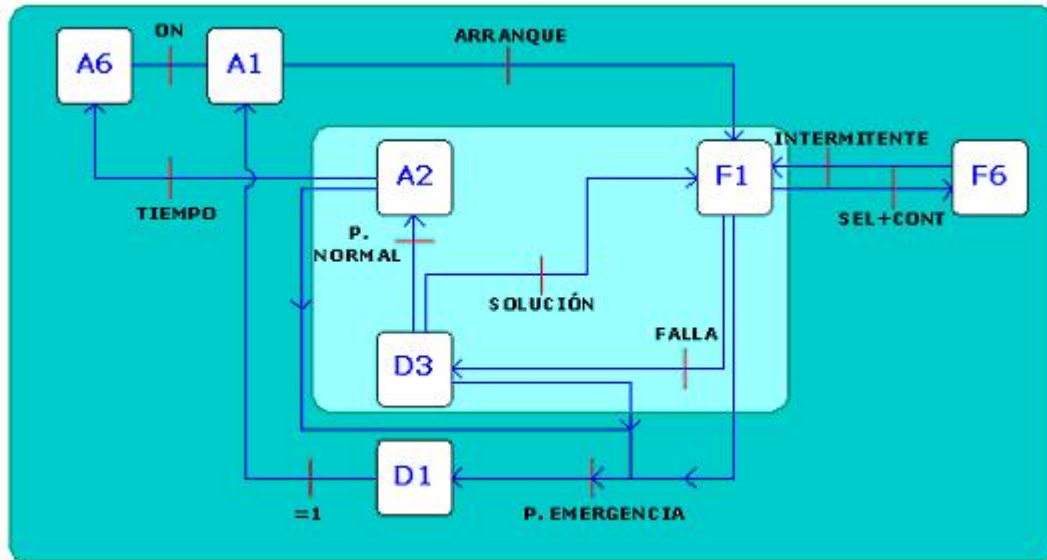 ON
ARRANQUE
A6
A1
INTERMITENTE
A2
F1
F6
TIEMPO
SEL+CONT
P.
NORMAL
SOLUCIÓN
FALLA
D3
D1
=1
P.EMERGENCIA